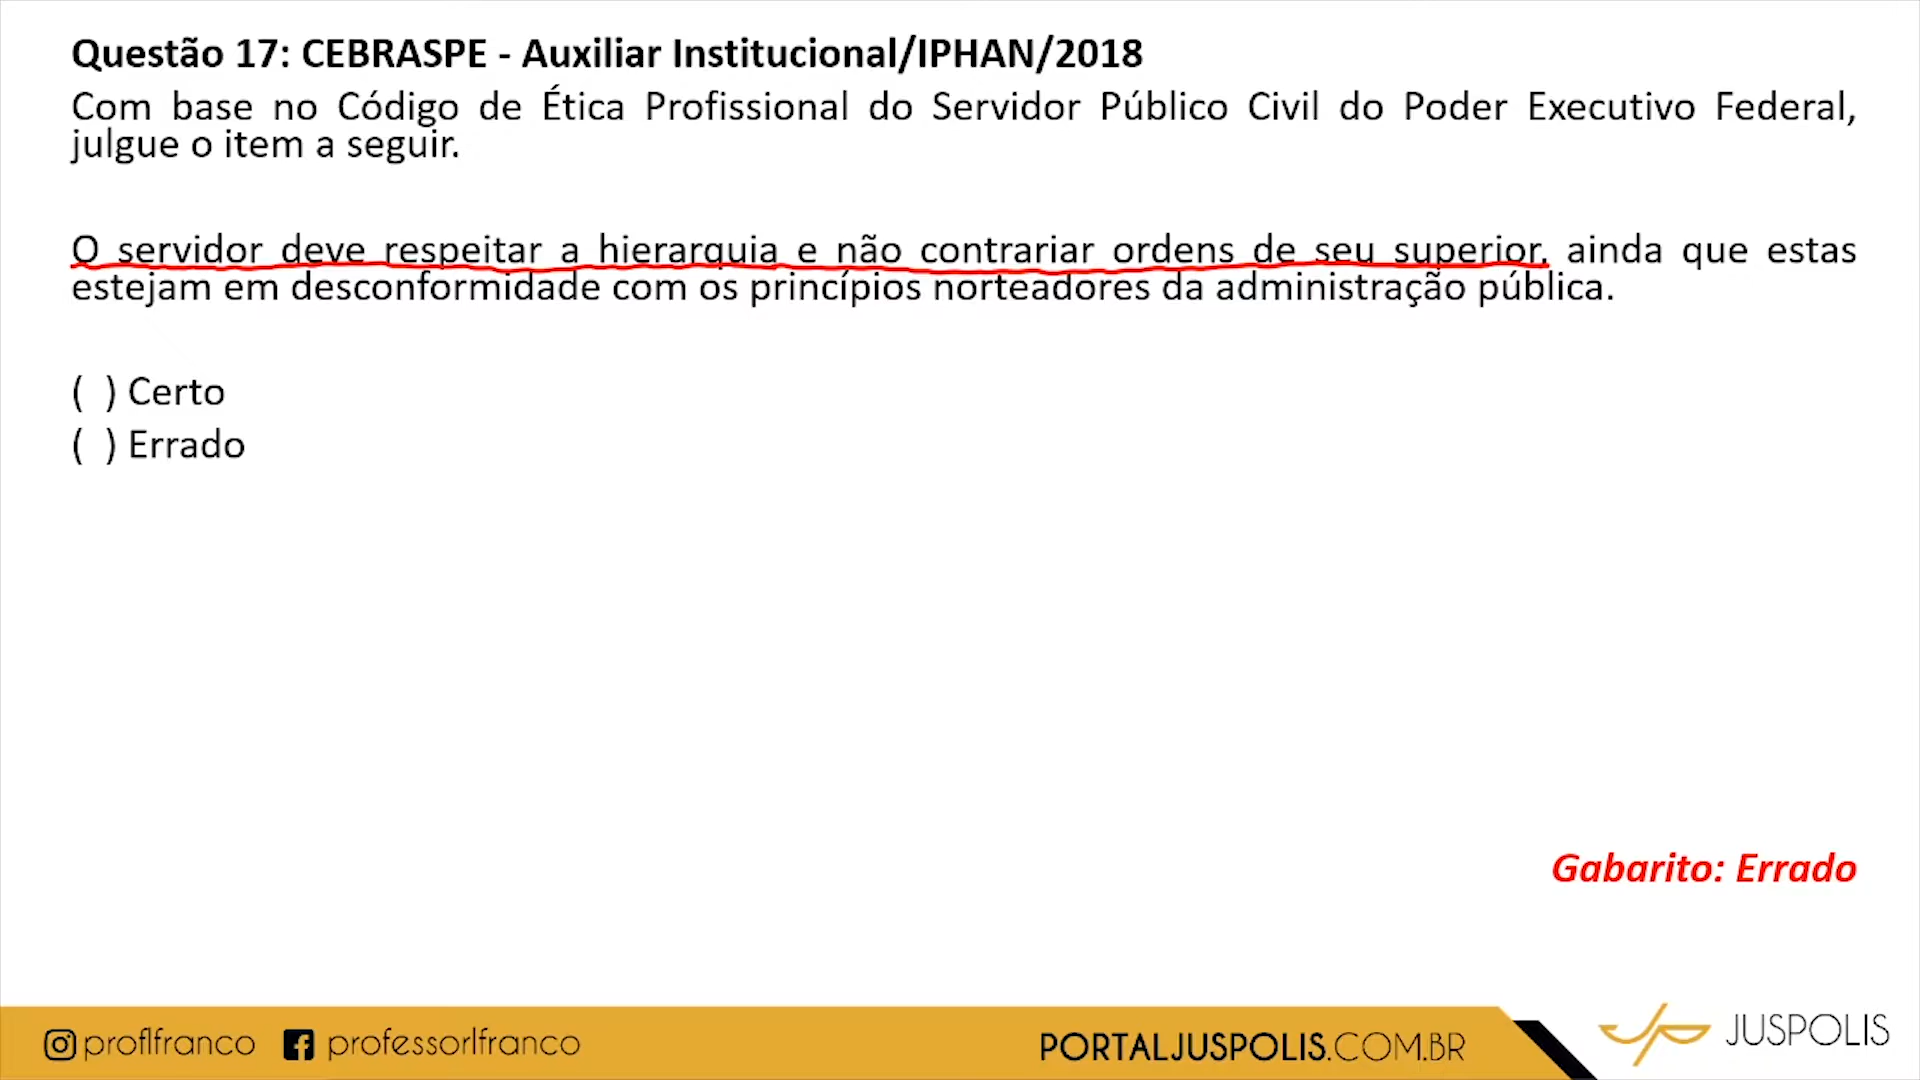 Questão 17: CEBRASPE - Auxiliar Institucional/IPHAN/2018
Com base no Código de Ética Profissional do Servidor Público Civil do Poder Executivo Federal,
julgue o item a seguir.
O servidor deve respeitar a hierarquia e não contrariar ordens de seu superior, ainda que estas
estejam em desconformidade com os princípios norteadores da administração pública.
( ) Certo
( ) Errado
Gabarito: Errado
proflfranco professorlfranco PORTALJUSPOLIS.COM.BR JUSPOLIS